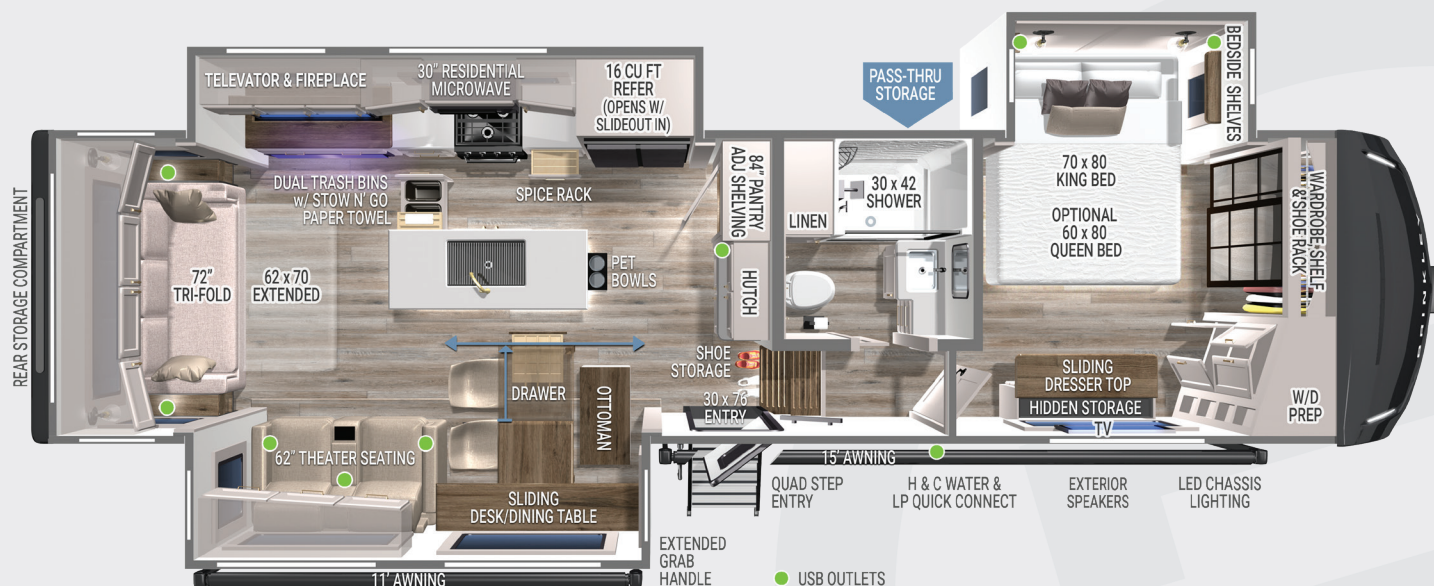 TELEVATOR & FIREPLACE
30" RESIDENTIAL
MICROWAVE
16 CU FT
REFER
(OPENS W/
SLIDEOUT IN)
PASS-THRU
STORAGE
BEDSIDE SHELVES
REAR STORAGE COMPARTMENT
DUAL TRASH BINS
w/ STOW N' GO
PAPER TOWEL
SPICE RACK
84" PANTRY
ADJ SHELVING
LINEN
30 x 42
SHOWER
70 x 80
KING BED
OPTIONAL
60 x 80
QUEEN BED
WARDROBE, SHELF
& SHOE RACK
BRINKLEY
72"
TRI-FOLD
62 x 70
EXTENDED
PET
BOWLS
HUTCH
SHOE
STORAGE
DRAWER
OTTOMAN
30 x 76
ENTRY
SLIDING
DRESSER TOP
HIDDEN STORAGE
TV
W/D
PREP
62" THEATER SEATING
SLIDING
DESK/DINING TABLE
15' AWNING
QUAD STEP
ENTRY
H & C WATER &
LP QUICK CONNECT
EXTERIOR
SPEAKERS
LED CHASSIS
LIGHTING
EXTENDED
GRAB
HANDLE
11' AWNING
USB OUTLETS